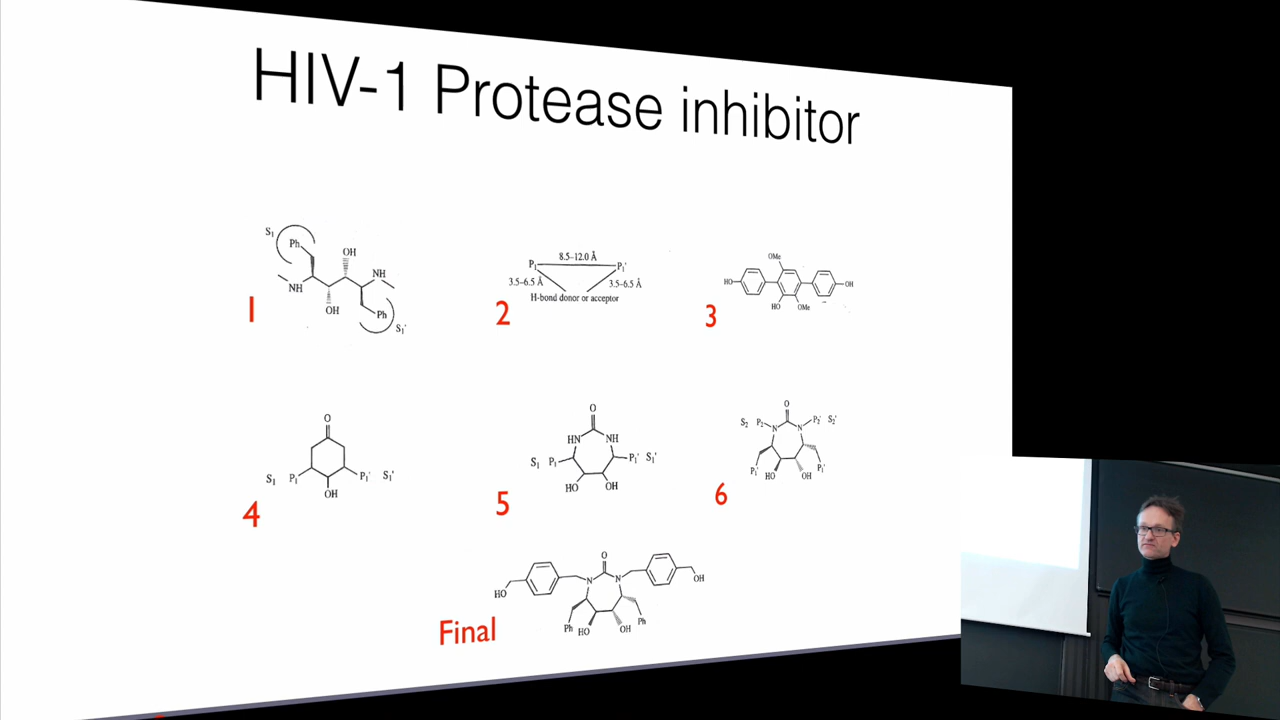 HIV-1 Protease inhibitor
S₁
Ph
OH
NH
NH
OH
Ph
S₁'
1
8.5–12.0 Å
P₁
P₁'
3.5–6.5 Å
3.5–6.5 Å
H-bond donor or acceptor
2
OMe
HO
OH
HO
OMe
3
O
S₁
P₁
P₁'
S₁'
OH
4
O
HN
NH
S₁
P₁
P₁'
S₁'
HO
OH
5
O
S₂
P₂
P₂'
S₂'
N
N
P₁'
P₁'
HO
OH
6
O
N
N
HO
OH
Ph
HO
OH
Ph
Final